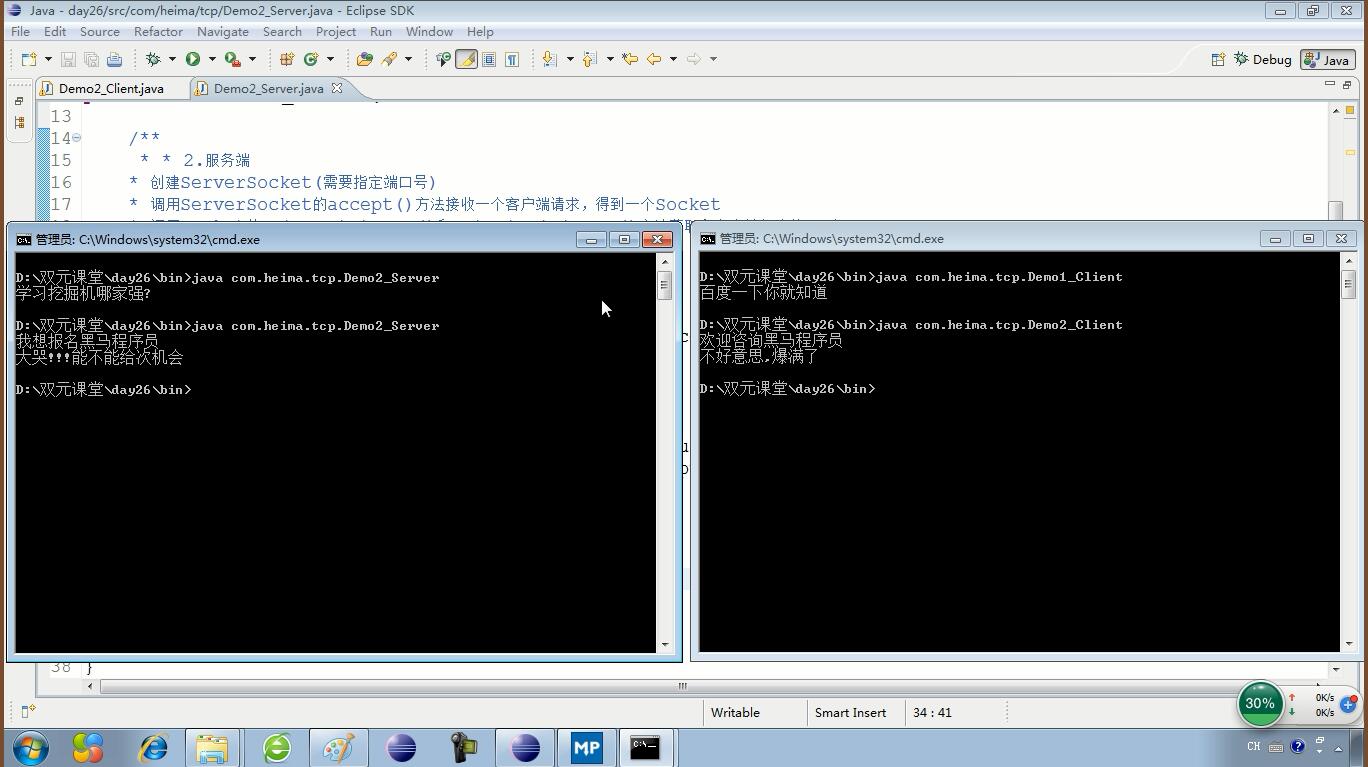 Java - day26/src/com/heima/tcp/Demo2_Server.java - Eclipse SDK
File Edit Source Refactor Navigate Search Project Run Window Help
Debug Java
Demo2_Client.java Demo2_Server.java
13
14 /**
15 * * 2.服务端
16 * 创建ServerSocket(需要指定端口号)
17 * 调用ServerSocket的accept()方法接收一个客户端请求，得到一个Socket
管理员: C:\Windows\system32\cmd.exe
D:\双元课堂\day26\bin>java com.heima.tcp.Demo2_Server
学习挖掘机哪家强?
D:\双元课堂\day26\bin>java com.heima.tcp.Demo2_Server
我想报名黑马程序员
大哭!!!能不能给次机会
D:\双元课堂\day26\bin>
管理员: C:\Windows\system32\cmd.exe
D:\双元课堂\day26\bin>java com.heima.tcp.Demo1_Client
百度一下你就知道
D:\双元课堂\day26\bin>java com.heima.tcp.Demo2_Client
欢迎咨询黑马程序员
不好意思,爆满了
D:\双元课堂\day26\bin>
38 }
Writable Smart Insert 34 : 41
30% 0K/s
0K/s
MP C:\. CH